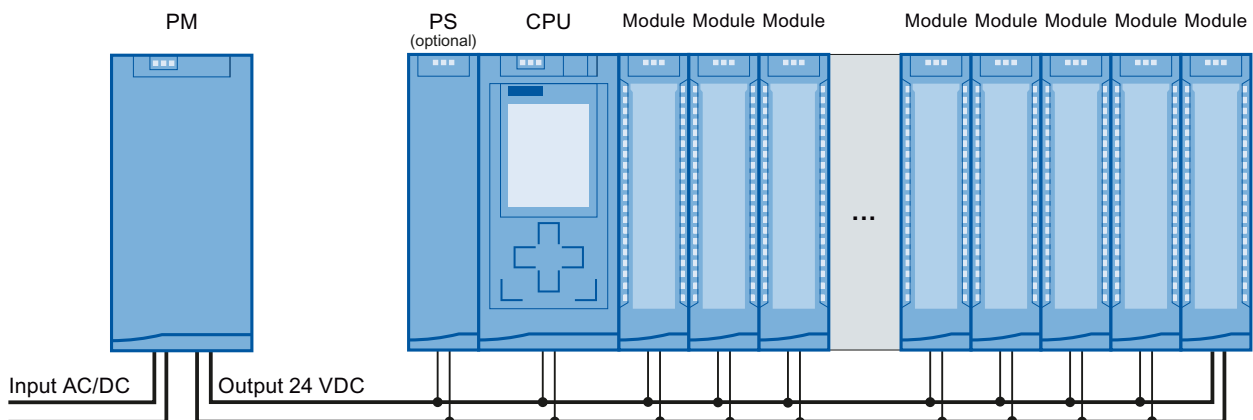 PM
PS
(optional)
CPU
Module Module Module
Module Module Module Module Module
...
Input AC/DC
Output 24 VDC